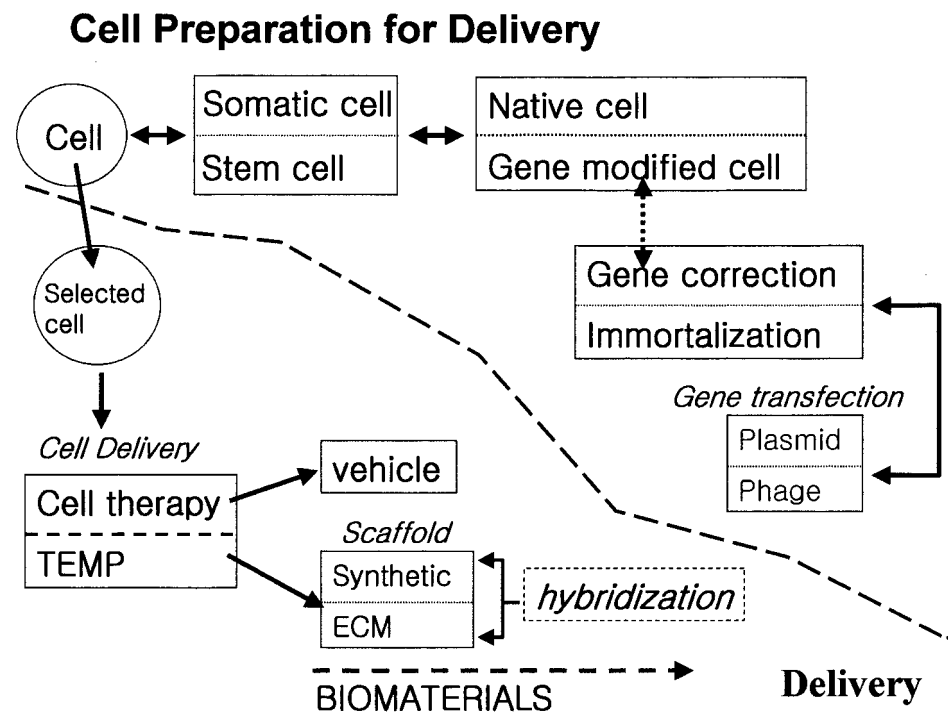 Cell Preparation for Delivery
Cell
Somatic cell
Stem cell
Native cell
Gene modified cell
Selected
cell
Gene correction
Immortalization
Gene transfection
Plasmid
Phage
Cell Delivery
Cell therapy
TEMP
vehicle
Scaffold
Synthetic
ECM
hybridization
BIOMATERIALS
Delivery